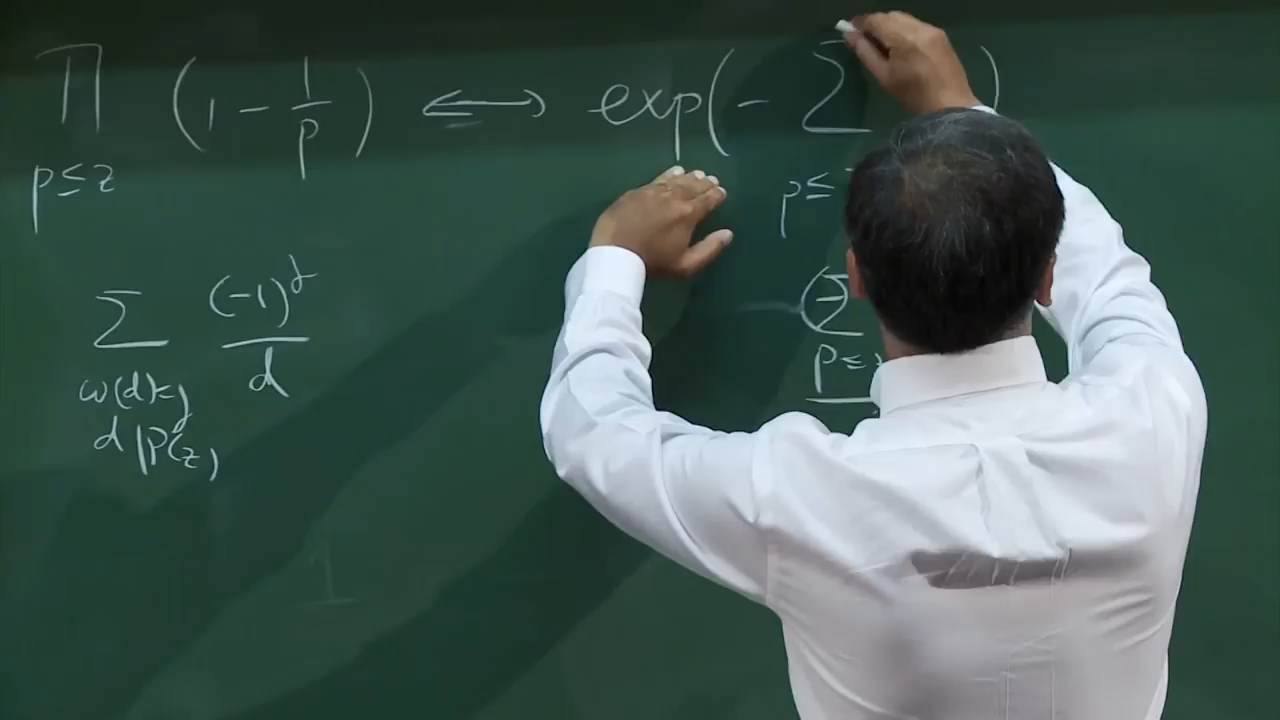 ∏ (1 - 1/p) ⟷ exp(- ∑ )
p ≤ z p ≤
∑ (-1)^j / d
ω(d)=j
d | P(z)
(- ∑
p ≤